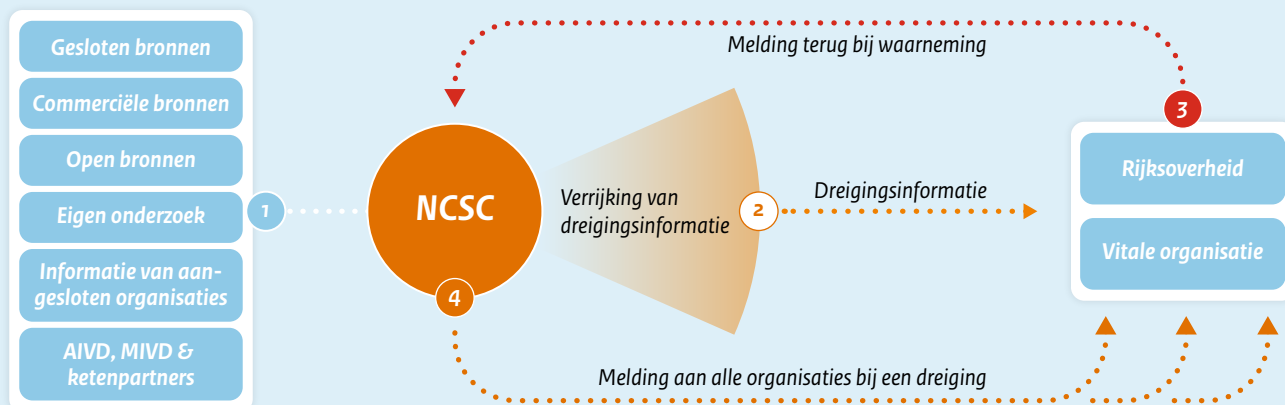 Gesloten bronnen
Commerciële bronnen
Open bronnen
Eigen onderzoek
Informatie van aan-
gesloten organisaties
AIVD, MIVD &
ketenpartners
1
NCSC
4
Verrijking van
dreigingsinformatie
2
Dreigingsinformatie
Melding terug bij waarneming
3
Rijksoverheid
Vitale organisatie
Melding aan alle organisaties bij een dreiging